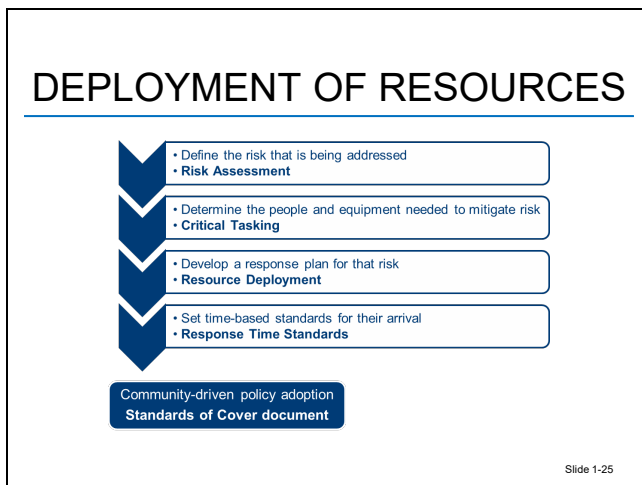 DEPLOYMENT OF RESOURCES
• Define the risk that is being addressed
• Risk Assessment
• Determine the people and equipment needed to mitigate risk
• Critical Tasking
• Develop a response plan for that risk
• Resource Deployment
• Set time-based standards for their arrival
• Response Time Standards
Community-driven policy adoption
Standards of Cover document
Slide 1-25